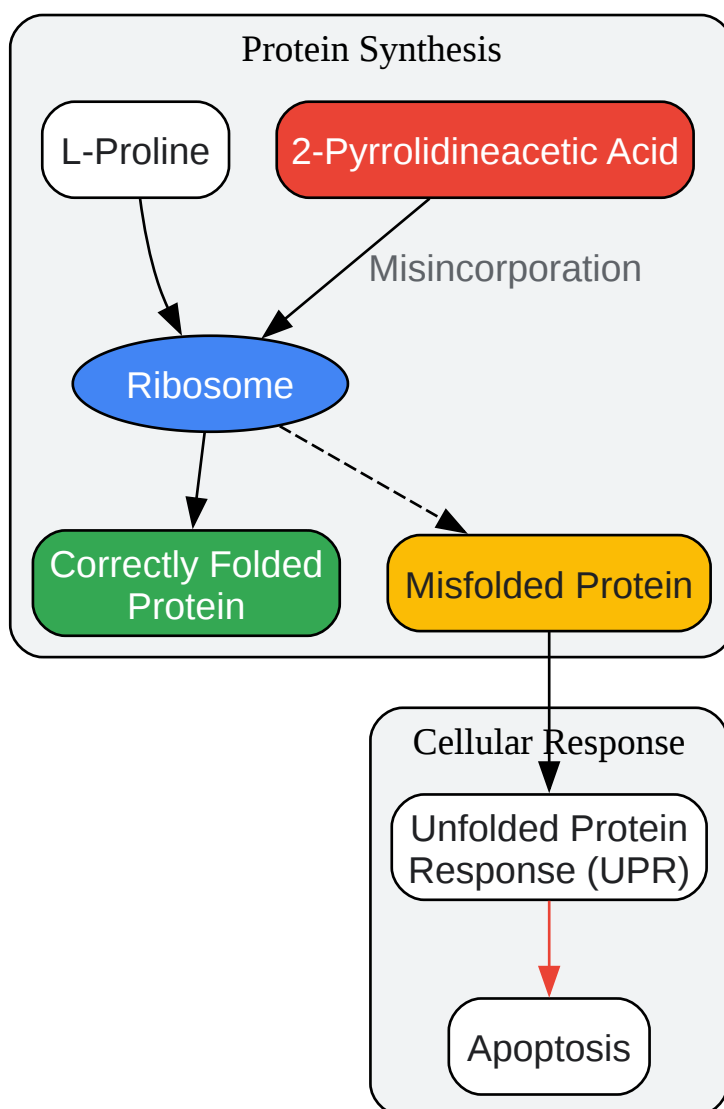 Protein Synthesis
L-Proline
2-Pyrrolidineacetic Acid
Misincorporation
Ribosome
Correctly Folded
Protein
Misfolded Protein
Cellular Response
Unfolded Protein
Response (UPR)
Apoptosis